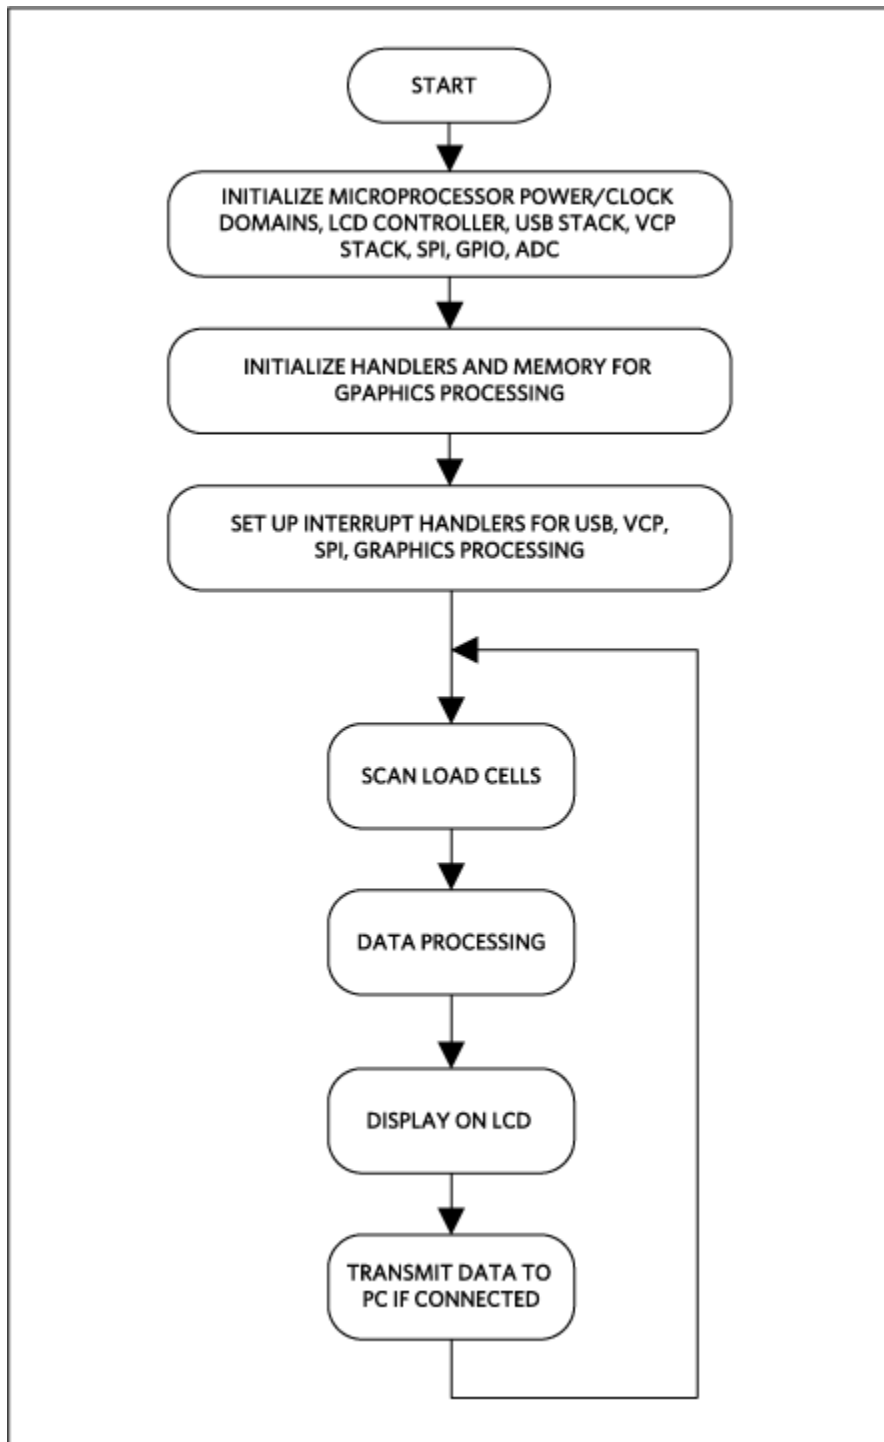 START
INITIALIZE MICROPROCESSOR POWER/CLOCK
DOMAINS, LCD CONTROLLER, USB STACK, VCP
STACK, SPI, GPIO, ADC
INITIALIZE HANDLERS AND MEMORY FOR
GPAPHICS PROCESSING
SET UP INTERRUPT HANDLERS FOR USB, VCP,
SPI, GRAPHICS PROCESSING
SCAN LOAD CELLS
DATA PROCESSING
DISPLAY ON LCD
TRANSMIT DATA TO
PC IF CONNECTED